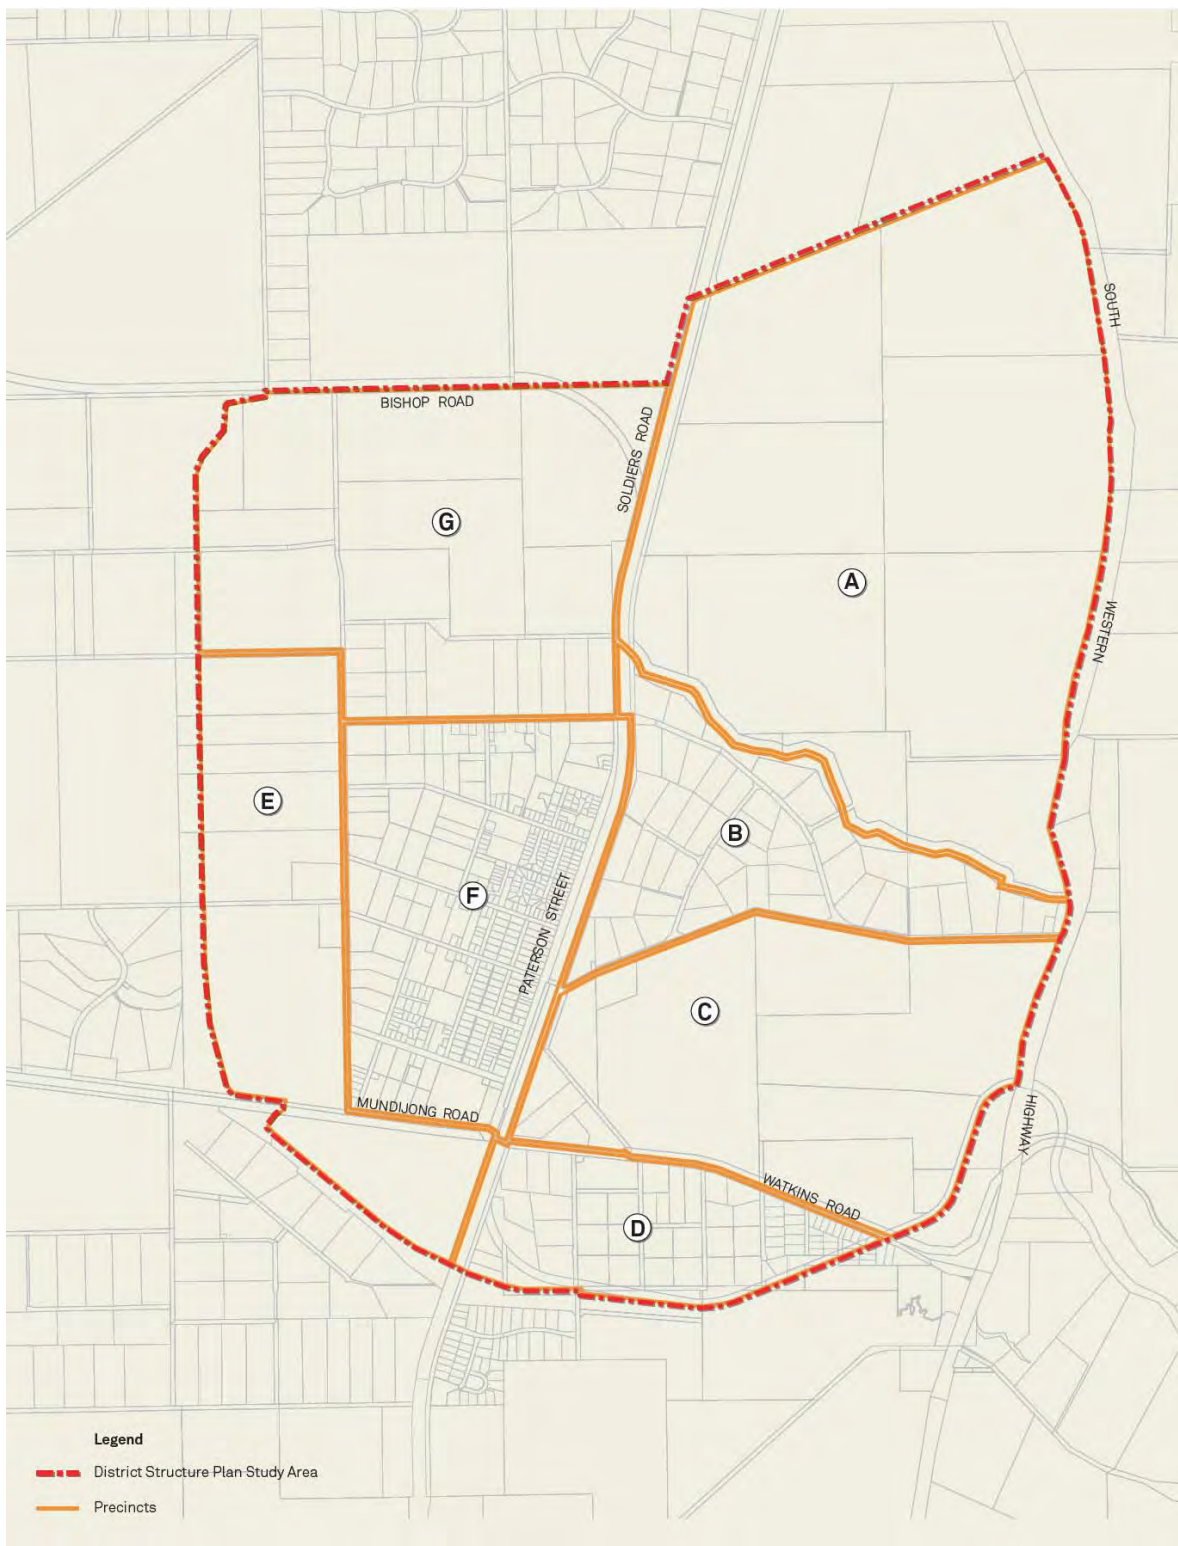 SOUTH
BISHOP ROAD
SOLDIERS ROAD
G
A
WESTERN
E
B
F
PATERSON STREET
C
MUNDIJONG ROAD
HIGHWAY
WATKINS ROAD
D
Legend
District Structure Plan Study Area
Precincts